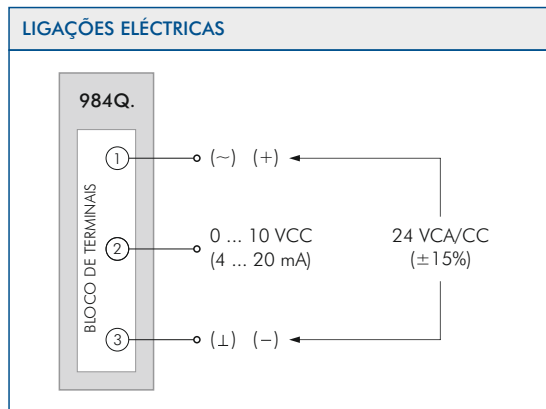 LIGAÇÕES ELÉCTRICAS
984Q.
BLOCO DE TERMINAIS
1
(~) (+)
2
0 ... 10 VCC
(4 ... 20 mA)
24 VCA/CC
(±15%)
3
(⊥) (−)